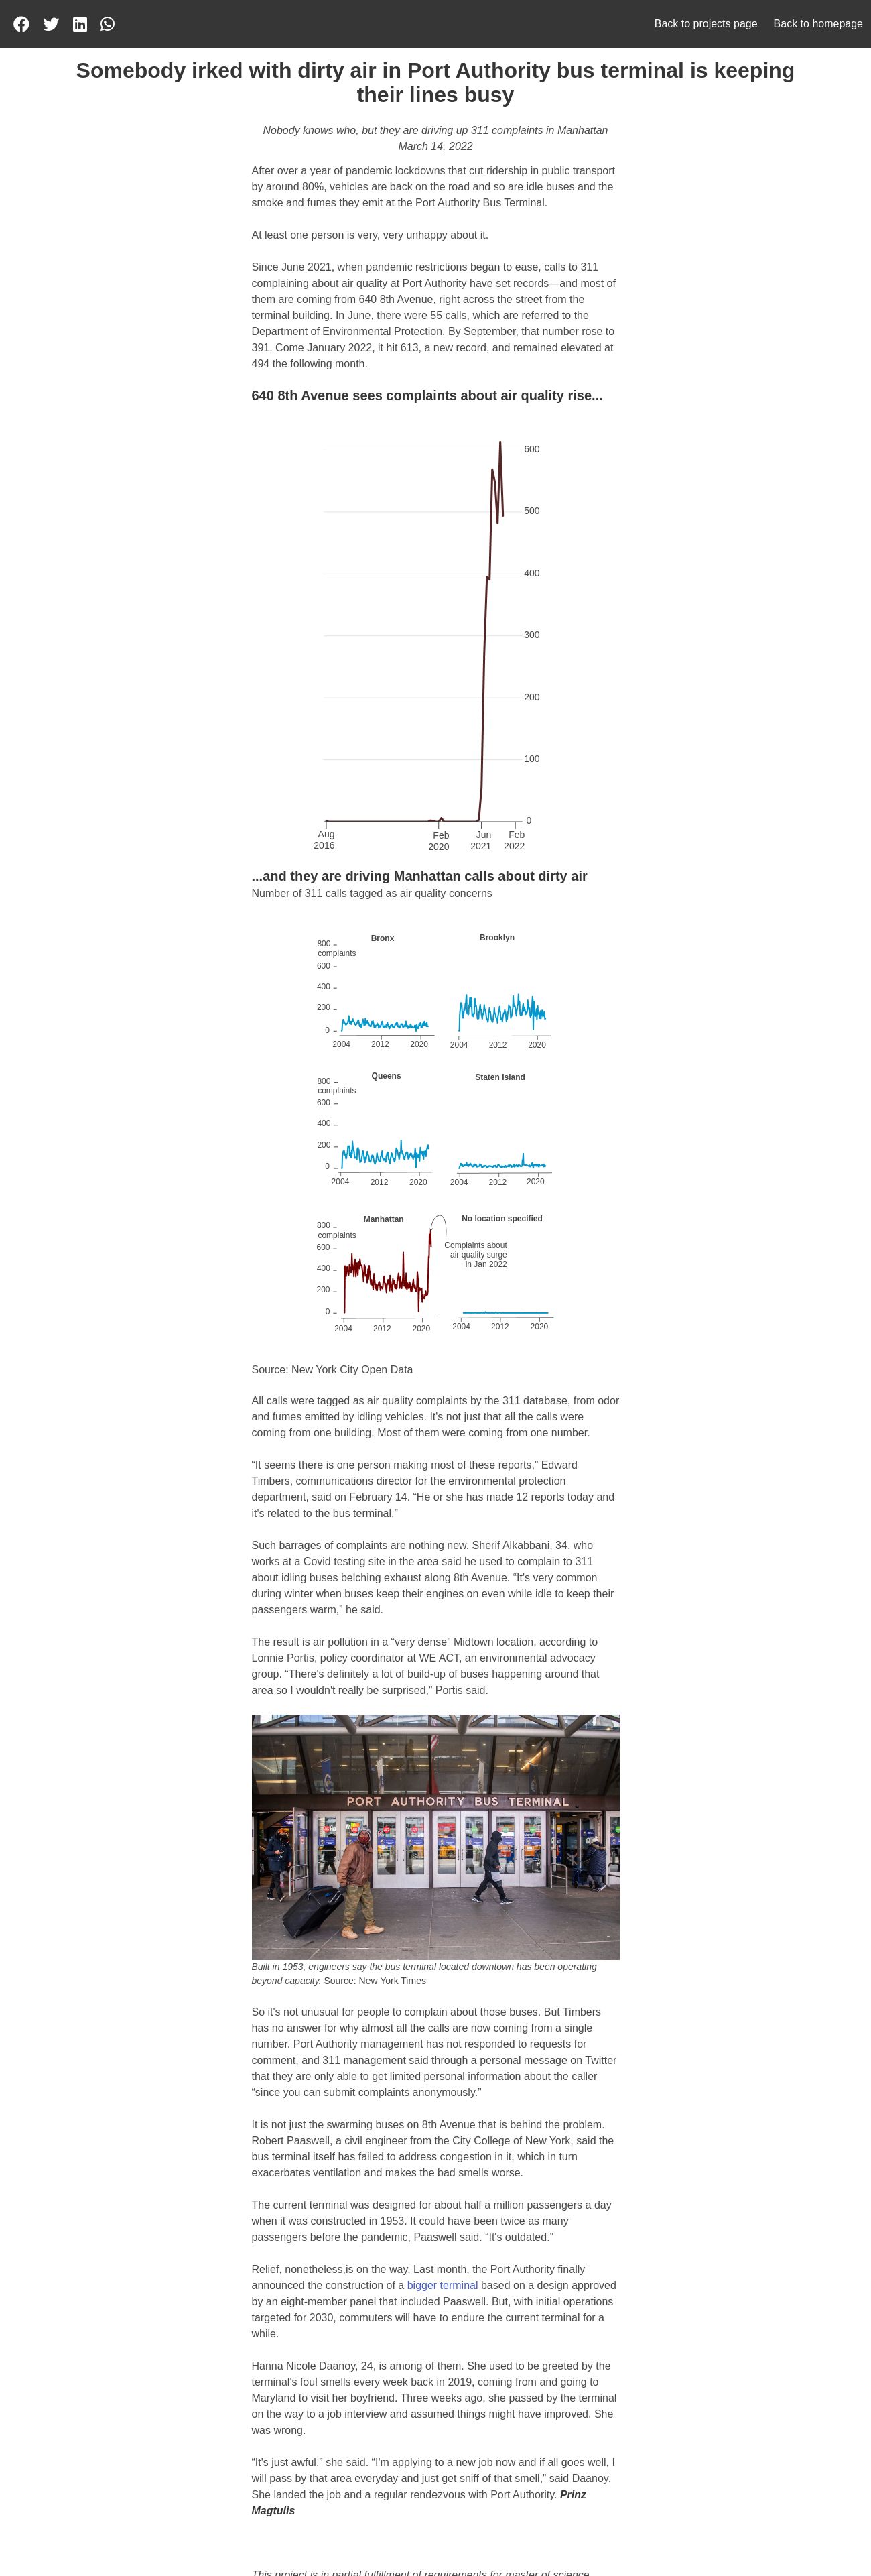 Back to projects page Back to homepage
Somebody irked with dirty air in Port Authority bus terminal is keeping
their lines busy
Nobody knows who, but they are driving up 311 complaints in Manhattan
March 14, 2022
After over a year of pandemic lockdowns that cut ridership in public transport
by around 80%, vehicles are back on the road and so are idle buses and the
smoke and fumes they emit at the Port Authority Bus Terminal.
At least one person is very, very unhappy about it.
Since June 2021, when pandemic restrictions began to ease, calls to 311
complaining about air quality at Port Authority have set records—and most of
them are coming from 640 8th Avenue, right across the street from the
terminal building. In June, there were 55 calls, which are referred to the
Department of Environmental Protection. By September, that number rose to
391. Come January 2022, it hit 613, a new record, and remained elevated at
494 the following month.
640 8th Avenue sees complaints about air quality rise...
600
500
400
300
200
100
0
Aug Feb Jun Feb
2016 2020 2021 2022
...and they are driving Manhattan calls about dirty air
Number of 311 calls tagged as air quality concerns
Bronx Brooklyn
800
complaints
600
400
200
0
2004 2012 2020 2004 2012 2020
Queens Staten Island
800
complaints
600
400
200
0
2004 2012 2020 2004 2012 2020
Manhattan No location specified
800
complaints
600
400
200
0
Complaints about
air quality surge
in Jan 2022
2004 2012 2020 2004 2012 2020
Source: New York City Open Data
All calls were tagged as air quality complaints by the 311 database, from odor
and fumes emitted by idling vehicles. It's not just that all the calls were
coming from one building. Most of them were coming from one number.
“It seems there is one person making most of these reports,” Edward
Timbers, communications director for the environmental protection
department, said on February 14. “He or she has made 12 reports today and
it's related to the bus terminal.”
Such barrages of complaints are nothing new. Sherif Alkabbani, 34, who
works at a Covid testing site in the area said he used to complain to 311
about idling buses belching exhaust along 8th Avenue. “It's very common
during winter when buses keep their engines on even while idle to keep their
passengers warm,” he said.
The result is air pollution in a “very dense” Midtown location, according to
Lonnie Portis, policy coordinator at WE ACT, an environmental advocacy
group. “There's definitely a lot of build-up of buses happening around that
area so I wouldn't really be surprised,” Portis said.
PORT AUTHORITY BUS TERMINAL
Built in 1953, engineers say the bus terminal located downtown has been operating
beyond capacity. Source: New York Times
So it's not unusual for people to complain about those buses. But Timbers
has no answer for why almost all the calls are now coming from a single
number. Port Authority management has not responded to requests for
comment, and 311 management said through a personal message on Twitter
that they are only able to get limited personal information about the caller
“since you can submit complaints anonymously.”
It is not just the swarming buses on 8th Avenue that is behind the problem.
Robert Paaswell, a civil engineer from the City College of New York, said the
bus terminal itself has failed to address congestion in it, which in turn
exacerbates ventilation and makes the bad smells worse.
The current terminal was designed for about half a million passengers a day
when it was constructed in 1953. It could have been twice as many
passengers before the pandemic, Paaswell said. “It's outdated.”
Relief, nonetheless,is on the way. Last month, the Port Authority finally
announced the construction of a bigger terminal based on a design approved
by an eight-member panel that included Paaswell. But, with initial operations
targeted for 2030, commuters will have to endure the current terminal for a
while.
Hanna Nicole Daanoy, 24, is among of them. She used to be greeted by the
terminal's foul smells every week back in 2019, coming from and going to
Maryland to visit her boyfriend. Three weeks ago, she passed by the terminal
on the way to a job interview and assumed things might have improved. She
was wrong.
“It's just awful,” she said. “I'm applying to a new job now and if all goes well, I
will pass by that area everyday and just get sniff of that smell,” said Daanoy.
She landed the job and a regular rendezvous with Port Authority. Prinz
Magtulis
This project is in partial fulfillment of requirements for master of science